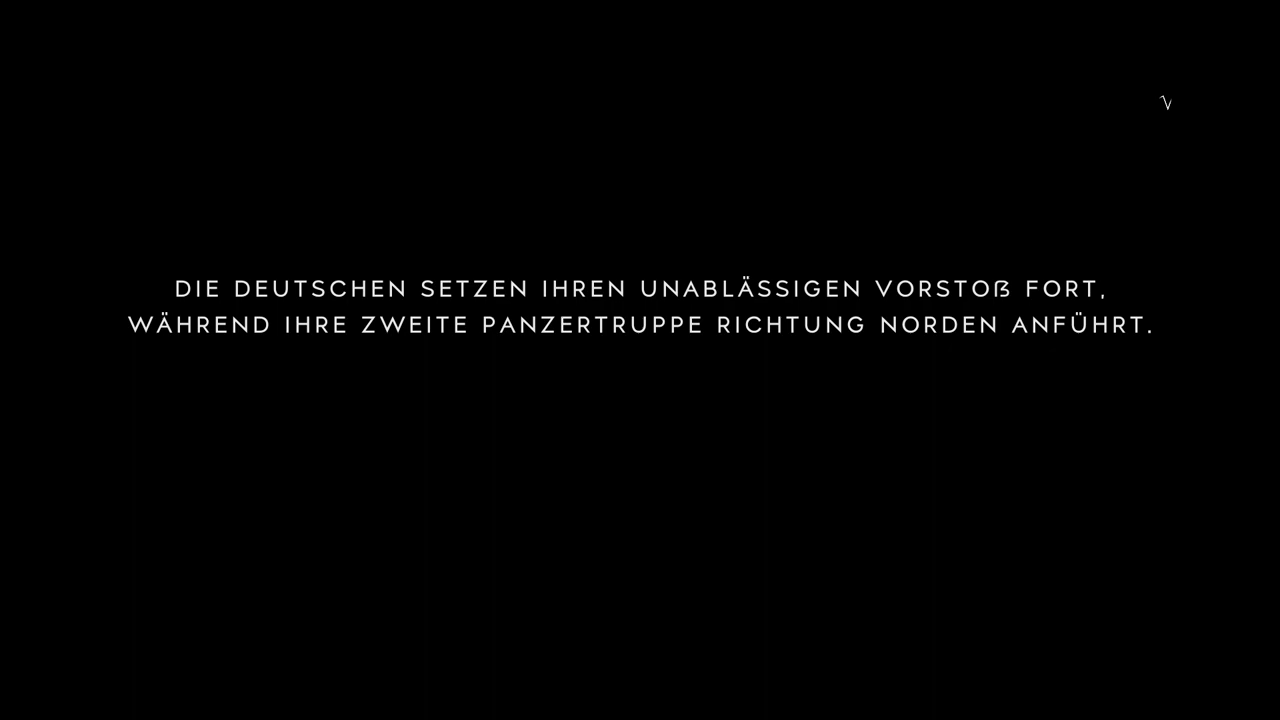 DIE DEUTSCHEN SETZEN IHREN UNABLÄSSIGEN VORSTOß FORT,
WÄHREND IHRE ZWEITE PANZERTRUPPE RICHTUNG NORDEN ANFÜHRT.